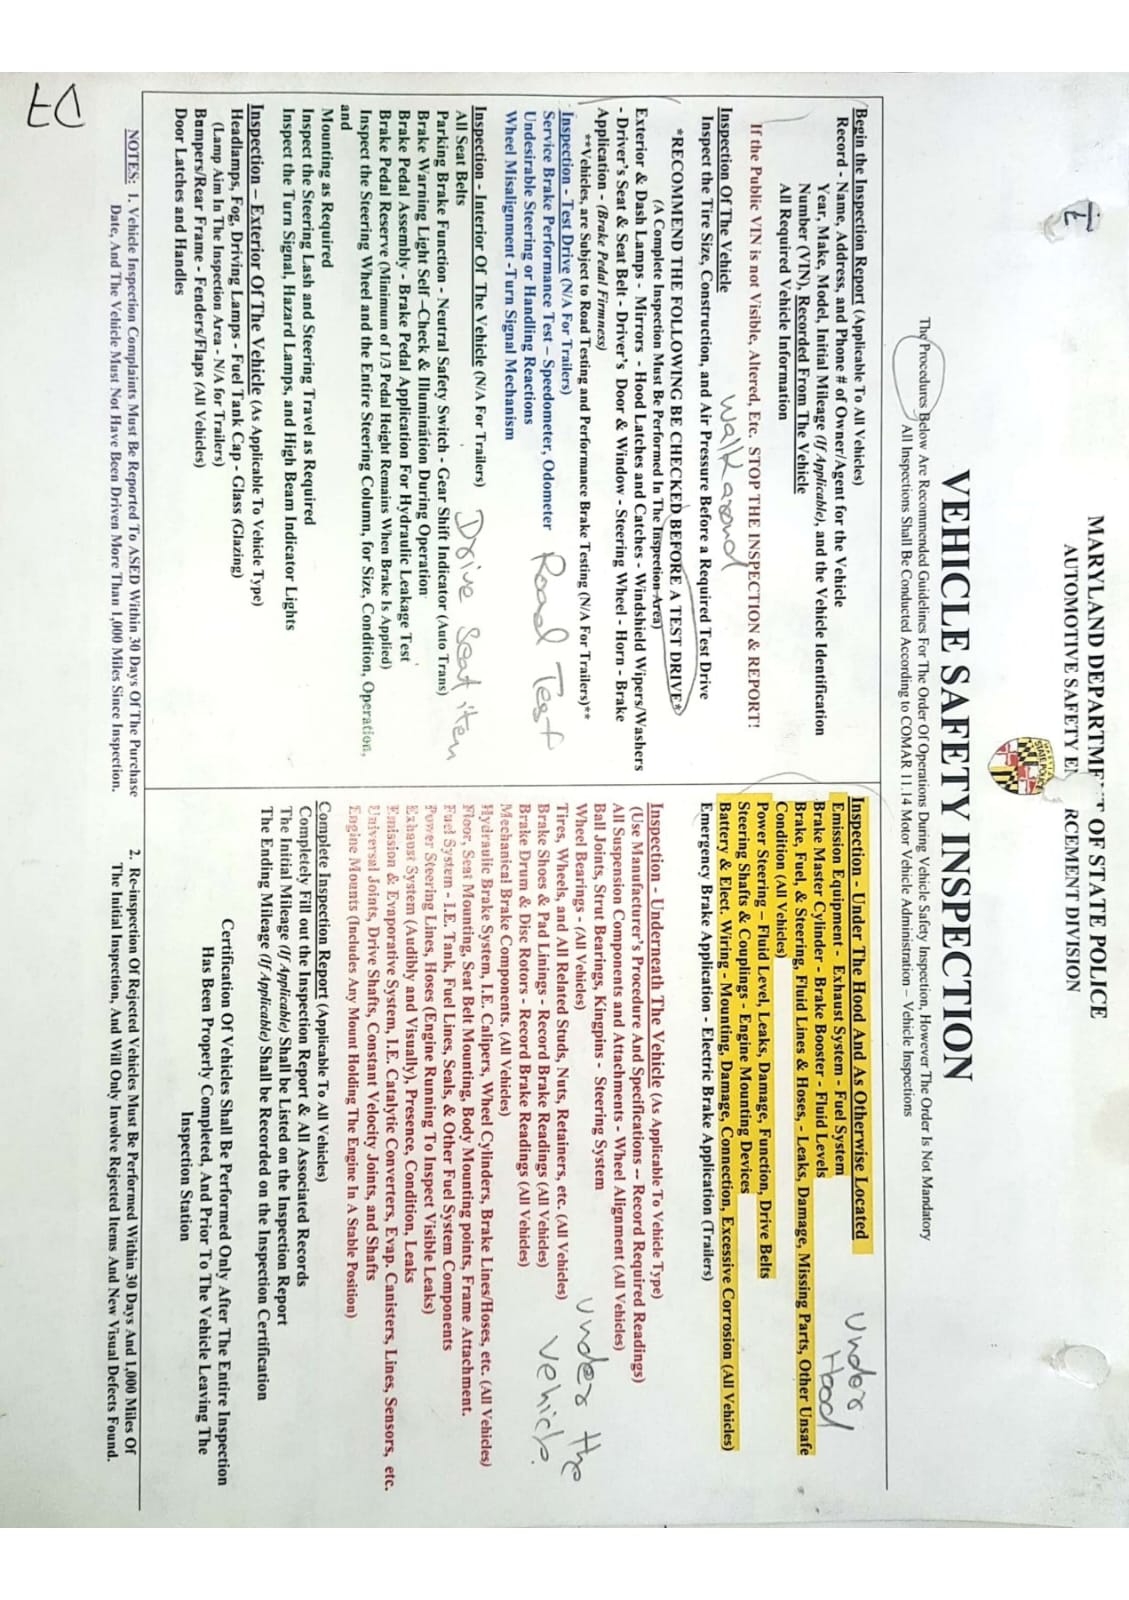 MARYLAND DEPARTMENT OF STATE POLICE
AUTOMOTIVE SAFETY ENRCEMENT DIVISION
VEHICLE SAFETY INSPECTION
The Procedures Below Are Recommended Guidelines For The Order Of Operations During Vehicle Safety Inspection, However The Order Is Not Mandatory
All Inspections Shall Be Conducted According to COMAR 11.14 Motor Vehicle Administration – Vehicle Inspections
Begin the Inspection Report (Applicable To All Vehicles)
Record - Name, Address, and Phone # of Owner/Agent for the Vehicle
Year, Make, Model, Initial Mileage (If Applicable), and the Vehicle Identification
Number (VIN), Recorded From The Vehicle
All Required Vehicle Information
If the Public VIN is not Visible, Altered, Etc. STOP THE INSPECTION & REPORT!
Inspection Of The Vehicle
Walk around
Inspect the Tire Size, Construction, and Air Pressure Before a Required Test Drive
*RECOMMEND THE FOLLOWING BE CHECKED BEFORE A TEST DRIVE*
(A Complete Inspection Must Be Performed In The Inspection Area)
Exterior & Dash Lamps - Mirrors - Hood Latches and Catches - Windshield Wipers/Washers
- Driver's Seat & Seat Belt - Driver's Door & Window - Steering Wheel - Horn - Brake
Application - (Brake Pedal Firmness)
**Vehicles, are Subject to Road Testing and Performance Brake Testing (N/A For Trailers)**
Inspection - Test Drive (N/A For Trailers)
Road Test
Service Brake Performance Test – Speedometer, Odometer
Undesirable Steering or Handling Reactions
Wheel Misalignment -Turn Signal Mechanism
Inspection - Interior Of The Vehicle (N/A For Trailers)
Drive Seat item
All Seat Belts
Parking Brake Function - Neutral Safety Switch - Gear Shift Indicator (Auto Trans)
Brake Warning Light Self –Check & Illumination During Operation
Brake Pedal Assembly - Brake Pedal Application For Hydraulic Leakage Test
Brake Pedal Reserve (Minimum of 1/3 Pedal Height Remains When Brake Is Applied)
Inspect the Steering Wheel and the Entire Steering Column, for Size, Condition, Operation,
and
Mounting as Required
Inspect the Steering Lash and Steering Travel as Required
Inspect the Turn Signal, Hazard Lamps, and High Beam Indicator Lights
Inspection – Exterior Of The Vehicle (As Applicable To Vehicle Type)
Headlamps, Fog, Driving Lamps - Fuel Tank Cap - Glass (Glazing)
(Lamp Aim In The Inspection Area - N/A for Trailers)
Bumpers/Rear Frame - Fenders/Flaps (All Vehicles)
Door Latches and Handles
Inspection - Under The Hood And As Otherwise Located
Under
Hood
Emission Equipment - Exhaust System - Fuel System
Brake Master Cylinder - Brake Booster - Fluid Levels
Brake, Fuel, & Steering, Fluid Lines & Hoses, - Leaks, Damage, Missing Parts, Other Unsafe
Condition (All Vehicles)
Power Steering – Fluid Level, Leaks, Damage, Function, Drive Belts
Steering Shafts & Couplings - Engine Mounting Devices
Battery & Elect. Wiring - Mounting, Damage, Connection, Excessive Corrosion (All Vehicles)
Emergency Brake Application - Electric Brake Application (Trailers)
Inspection - Underneath The Vehicle (As Applicable To Vehicle Type)
(Use Manufacturer's Procedure And Specifications -- Record Required Readings)
All Suspension Components and Attachments - Wheel Alignment (All Vehicles)
Ball Joints, Strut Bearings, Kingpins - Steering System
Wheel Bearings - (All Vehicles)
Under the
Vehicle.
Tires, Wheels, and All Related Studs, Nuts, Retainers, etc. (All Vehicles)
Brake Shoes & Pad Linings - Record Brake Readings (All Vehicles)
Brake Drum & Disc Rotors - Record Brake Readings (All Vehicles)
Mechanical Brake Components. (All Vehicles)
Hydraulic Brake System, I.E. Calipers, Wheel Cylinders, Brake Lines/Hoses, etc. (All Vehicles)
Floor, Seat Mounting, Seat Belt Mounting, Body Mounting points, Frame Attachment.
Fuel System - I.E. Tank, Fuel Lines, Seals, & Other Fuel System Components
Power Steering Lines, Hoses (Engine Running To Inspect Visible Leaks)
Exhaust System (Audibly and Visually), Presence, Condition, Leaks
Emission & Evaporative System, I.E. Catalytic Converters, Evap. Canisters, Lines, Sensors, etc.
Universal Joints, Drive Shafts, Constant Velocity Joints, and Shafts
Engine Mounts (Includes Any Mount Holding The Engine In A Stable Position)
Complete Inspection Report (Applicable To All Vehicles)
Completely Fill out the Inspection Report & All Associated Records
The Initial Mileage (If Applicable) Shall be Listed on the Inspection Report
The Ending Mileage (If Applicable) Shall be Recorded on the Inspection Certification
Certification Of Vehicles Shall Be Performed Only After The Entire Inspection
Has Been Properly Completed, And Prior To The Vehicle Leaving The
Inspection Station
NOTES: 1. Vehicle Inspection Complaints Must Be Reported To ASED Within 30 Days Of The Purchase
Date, And The Vehicle Must Not Have Been Driven More Than 1,000 Miles Since Inspection.
2. Re-inspection Of Rejected Vehicles Must Be Performed Within 30 Days And 1,000 Miles Of
The Initial Inspection, And Will Only Involve Rejected Items And New Visual Defects Found.